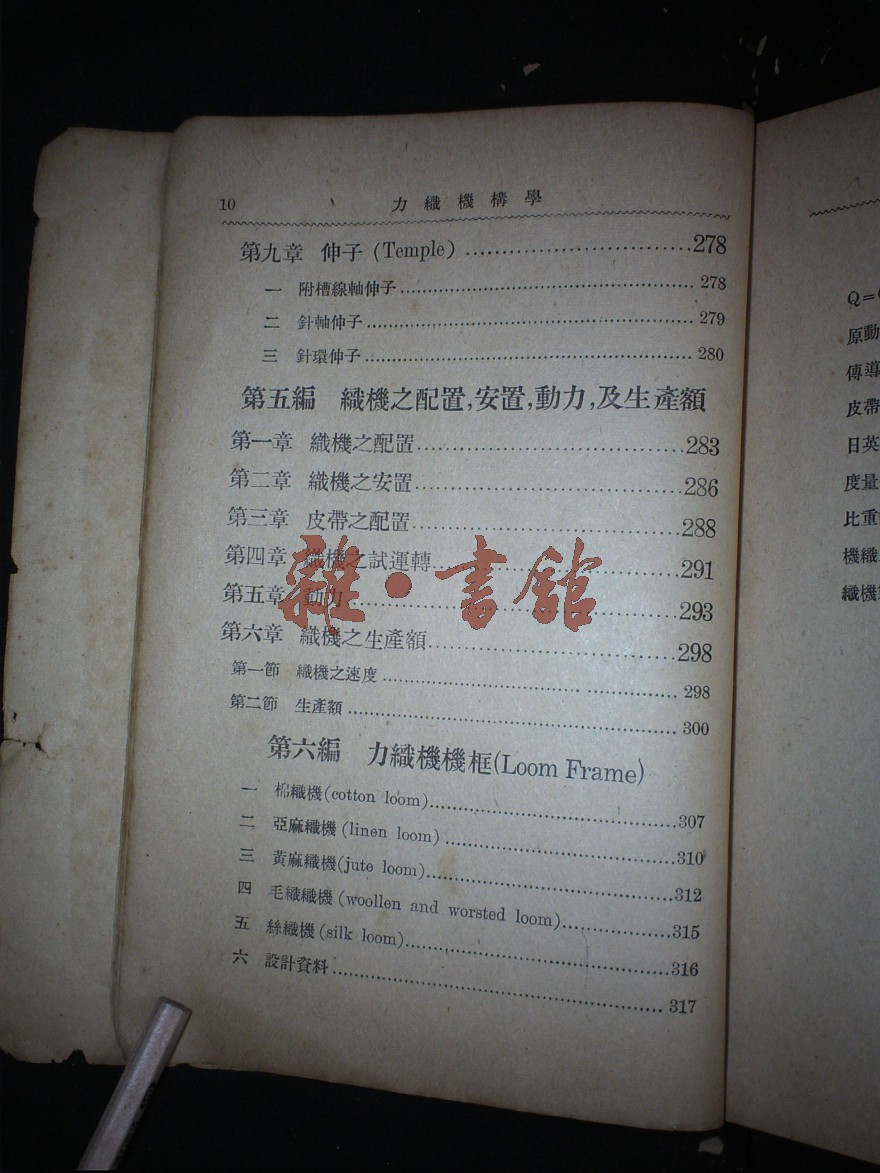 10 力織機構學
第九章 伸子 (Temple) ................................278
一 附槽線軸伸子................................ 278
二 針軸伸子................................ 279
三 針環伸子................................ 280
第五編 織機之配置,安置,動力,及生產額
第一章 織機之配置................................283
第二章 織機之安置................................286
第三章 皮帶之配置................................288
第四章 織機之試運轉................................291
第五章 動力................................293
第六章 織機之生產額................................298
第一節 織機之速度................................ 298
第二節 生產額................................ 300
第六編 力織機機框(Loom Frame)
一 棉織機(cotton loom)................................307
二 亞麻織機(linen loom)................................310
三 黃麻織機(jute loom)................................312
四 毛織織機(woollen and worsted loom)................................315
五 絲織機(silk loom)................................316
六 設計資料................................ 317
雜·書館
Q=
原動
傳導
皮帶
日英
度量
比重
機織
織機